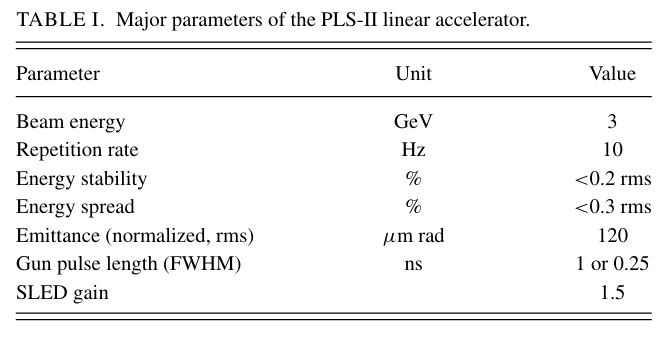 TABLE I. Major parameters of the PLS-II linear accelerator.
Parameter Unit Value
Beam energy GeV 3
Repetition rate Hz 10
Energy stability % <0.2 rms
Energy spread % <0.3 rms
Emittance (normalized, rms) μm rad 120
Gun pulse length (FWHM) ns 1 or 0.25
SLED gain 1.5